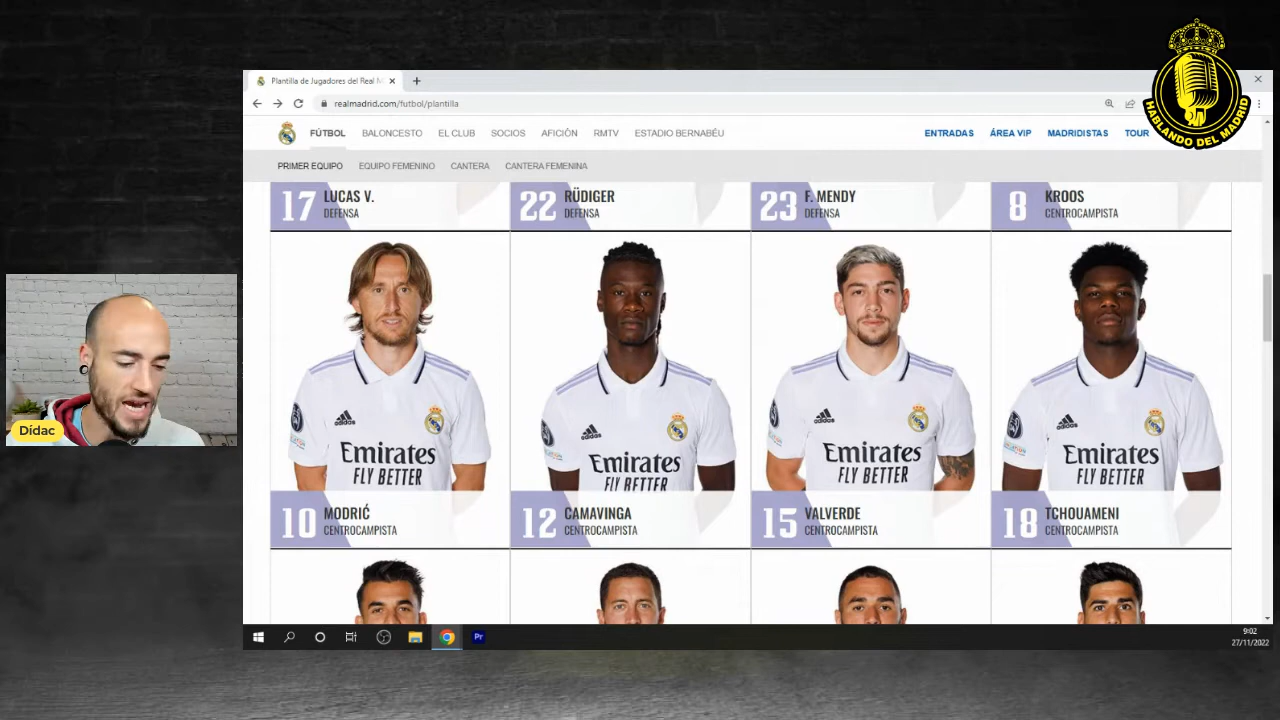 Plantilla de Jugadores del Real M
realmadrid.com/futbol/plantilla
HABLANDO DEL MADRID
FÚTBOL BALONCESTO EL CLUB SOCIOS AFICIÓN RMTV ESTADIO BERNABÉU ENTRADAS ÁREA VIP MADRIDISTAS TOUR
PRIMER EQUIPO EQUIPO FEMENINO CANTERA CANTERA FEMENINA
17 LUCAS V.
DEFENSA
22 RÜDIGER
DEFENSA
23 F. MENDY
DEFENSA
8 KROOS
CENTROCAMPISTA
adidas
Emirates
FLY BETTER
adidas
Emirates
FLY BETTER
adidas
Emirates
FLY BETTER
adidas
Emirates
FLY BETTER
10 MODRIĆ
CENTROCAMPISTA
12 CAMAVINGA
CENTROCAMPISTA
15 VALVERDE
CENTROCAMPISTA
18 TCHOUAMENI
CENTROCAMPISTA
Dídac
Pr
9:02
27/11/2022